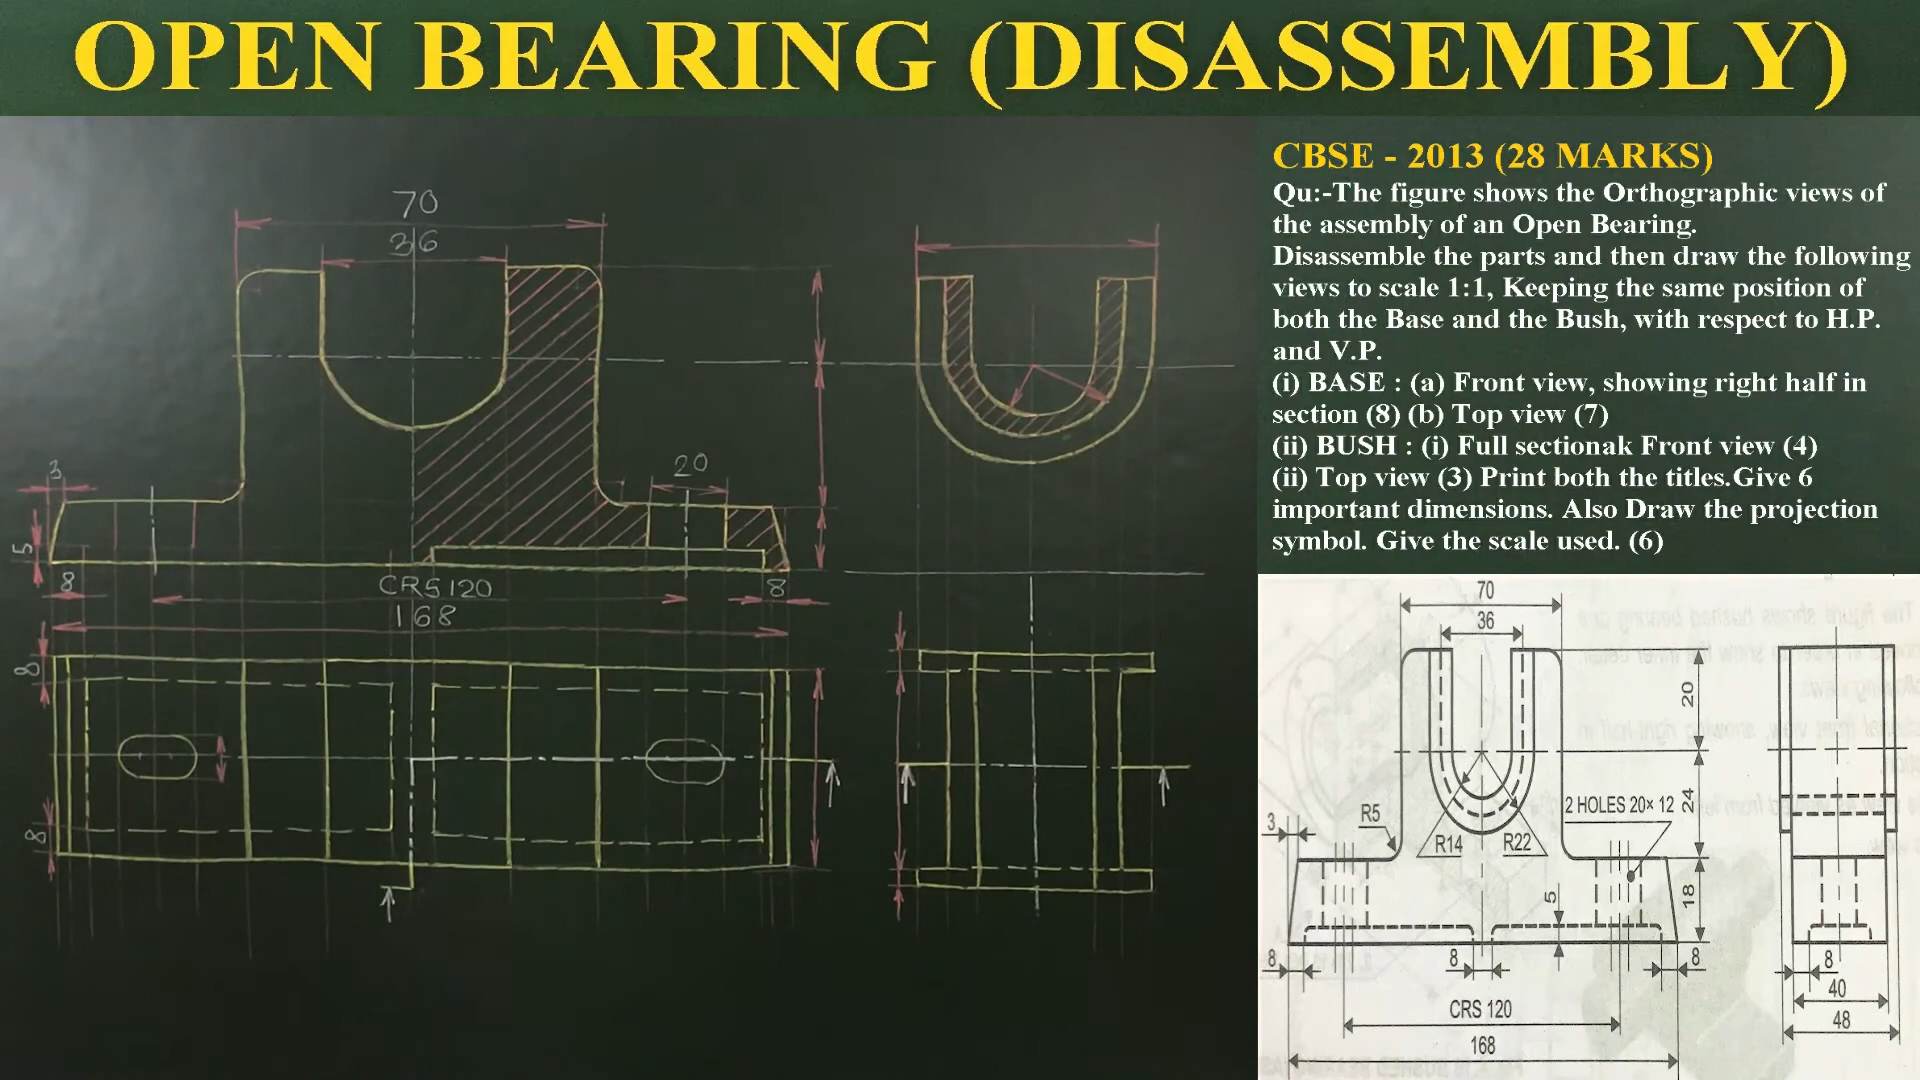 OPEN BEARING (DISASSEMBLY)
CBSE - 2013 (28 MARKS)
Qu:-The figure shows the Orthographic views of
the assembly of an Open Bearing.
Disassemble the parts and then draw the following
views to scale 1:1, Keeping the same position of
both the Base and the Bush, with respect to H.P.
and V.P.
(i) BASE : (a) Front view, showing right half in
section (8) (b) Top view (7)
(ii) BUSH : (i) Full sectionak Front view (4)
(ii) Top view (3) Print both the titles.Give 6
important dimensions. Also Draw the projection
symbol. Give the scale used. (6)
70
36
3
20
5
8
CRS 120
8
168
8
8
70
36
20
2 HOLES 20×12
24
R5
3
R14
R22
18
5
8
8
8
8
CRS 120
40
48
168